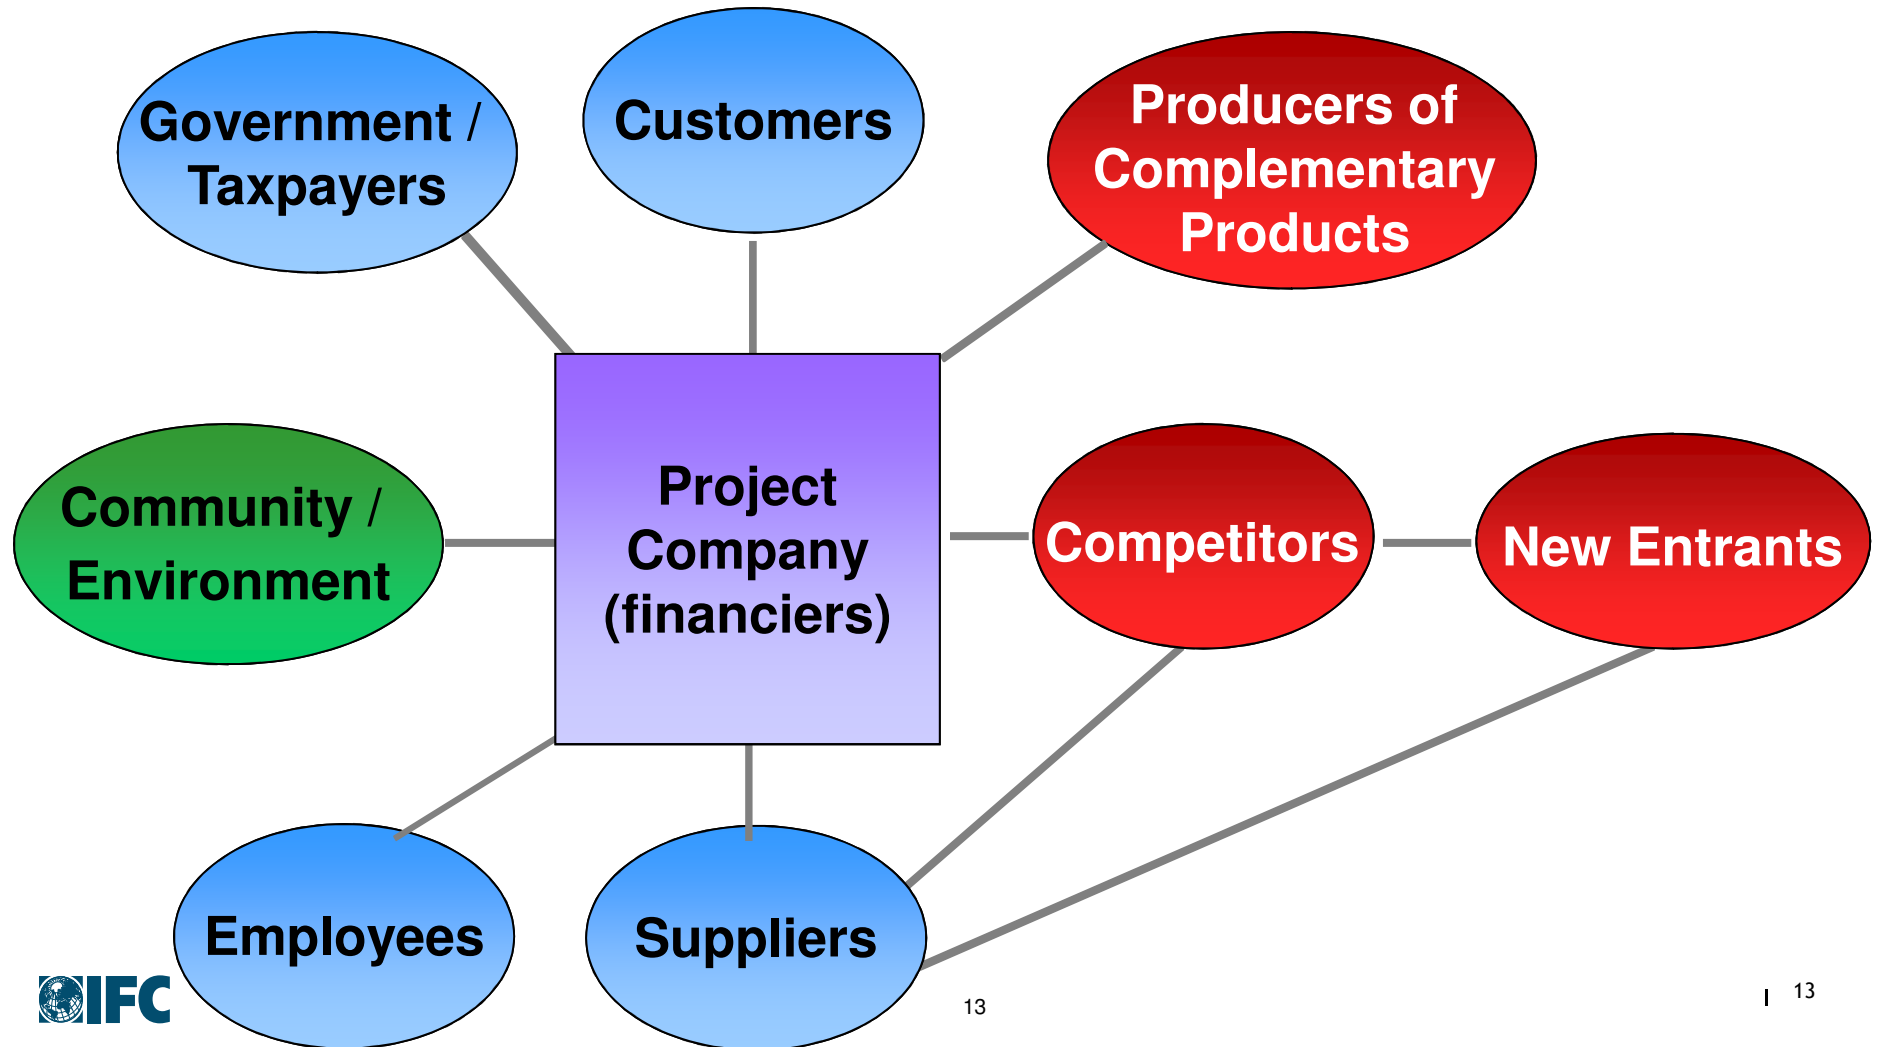 Government /
Taxpayers
Customers
Producers of
Complementary
Products
Community /
Environment
Project
Company
(financiers)
Competitors
New Entrants
Employees
Suppliers
IFC
13
13